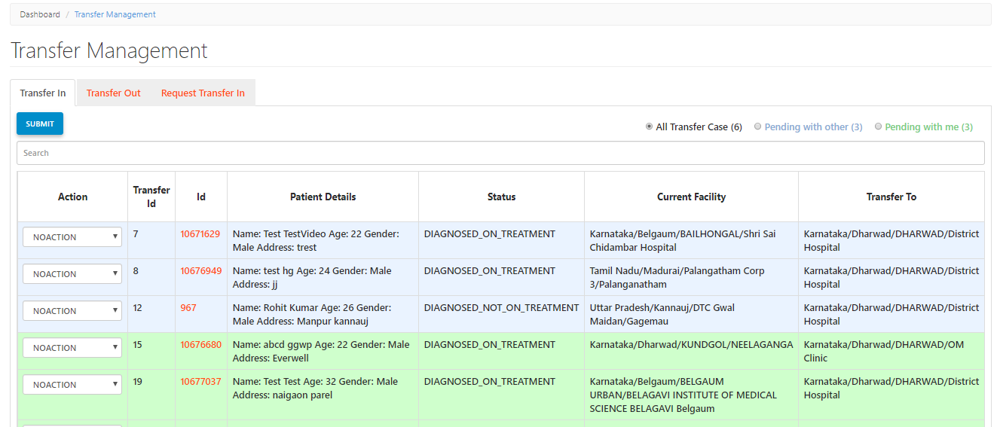 Dashboard / Transfer Management
Transfer Management
Transfer In Transfer Out Request Transfer In
SUBMIT
All Transfer Case (6) Pending with other (3) Pending with me (3)
Search
Action Transfer Id Id Patient Details Status Current Facility Transfer To
NOACTION 7 10671629 Name: Test TestVideo Age: 22 Gender: DIAGNOSED_ON_TREATMENT Karnataka/Belgaum/BAILHONGAL/Shri Sai Karnataka/Dharwad/DHARWAD/District
Male Address: trest Chidambar Hospital Hospital
NOACTION 8 10676949 Name: test hg Age: 24 Gender: Male DIAGNOSED_ON_TREATMENT Tamil Nadu/Madurai/Palangatham Corp Karnataka/Dharwad/DHARWAD/District
Address: jj 3/Palanganatham Hospital
NOACTION 12 967 Name: Rohit Kumar Age: 26 Gender: DIAGNOSED_NOT_ON_TREATMENT Uttar Pradesh/Kannauj/DTC Gwal Karnataka/Dharwad/DHARWAD/District
Male Address: Manpur kannauj Maidan/Gagemau Hospital
NOACTION 15 10676680 Name: abcd ggwp Age: 22 Gender: Male DIAGNOSED_ON_TREATMENT Karnataka/Dharwad/KUNDGOL/NEELAGANGA Karnataka/Dharwad/DHARWAD/OM
Address: Everwell Clinic
NOACTION 19 10677037 Name: Test Test Age: 32 Gender: Male DIAGNOSED_ON_TREATMENT Karnataka/Belgaum/BELGAUM Karnataka/Dharwad/DHARWAD/District
Address: naigaon parel URBAN/BELAGAVI INSTITUTE OF MEDICAL Hospital
SCIENCE BELAGAVI Belgaum